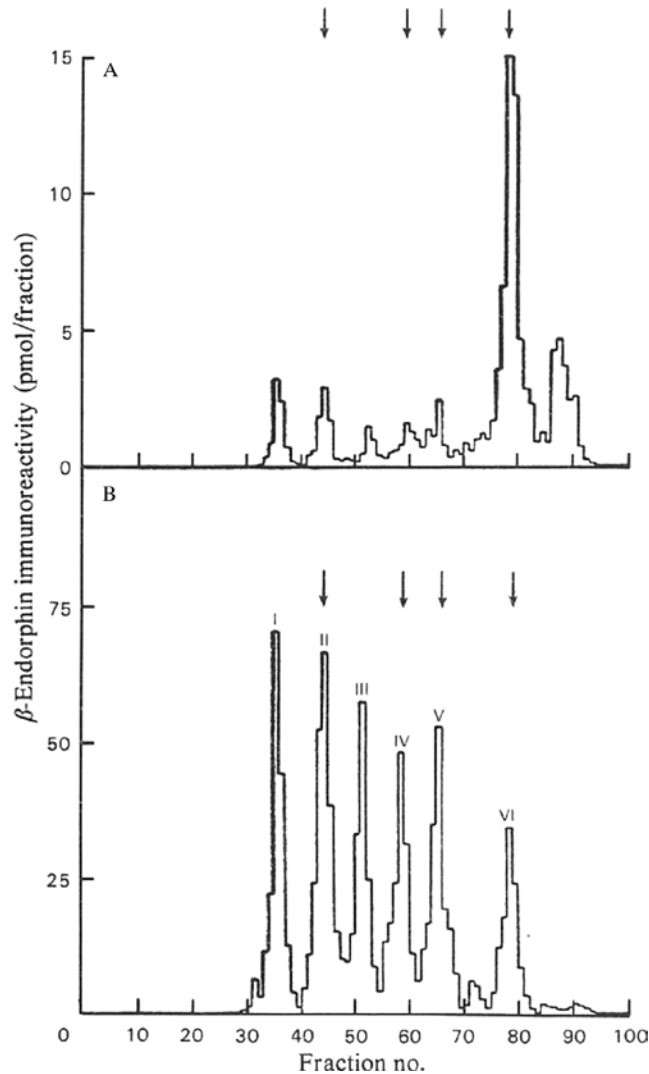 A
15
10
5
0
B
75
50
25
β-Endorphin immunoreactivity (pmol/fraction)
I
II
III
IV
V
VI
0 10 20 30 40 50 60 70 80 90 100
Fraction no.